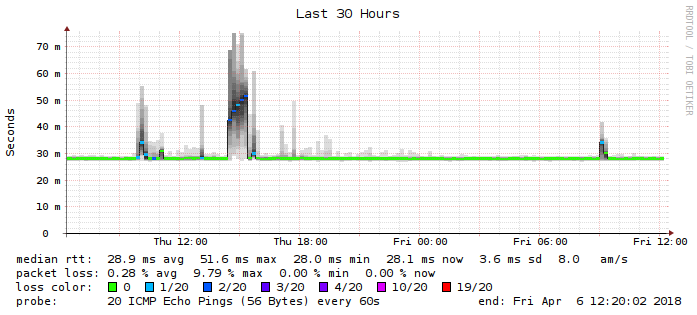 Last 30 Hours
RRDTOOL / TOBI OETIKER
Seconds
70 m
60 m
50 m
40 m
30 m
20 m
10 m
0
Thu 12:00 Thu 18:00 Fri 00:00 Fri 06:00 Fri 12:00
median rtt: 28.9 ms avg 51.6 ms max 28.0 ms min 28.1 ms now 3.6 ms sd 8.0 am/s
packet loss: 0.28 % avg 9.79 % max 0.00 % min 0.00 % now
loss color: 0 1/20 2/20 3/20 4/20 10/20 19/20
probe: 20 ICMP Echo Pings (56 Bytes) every 60s end: Fri Apr 6 12:20:02 2018